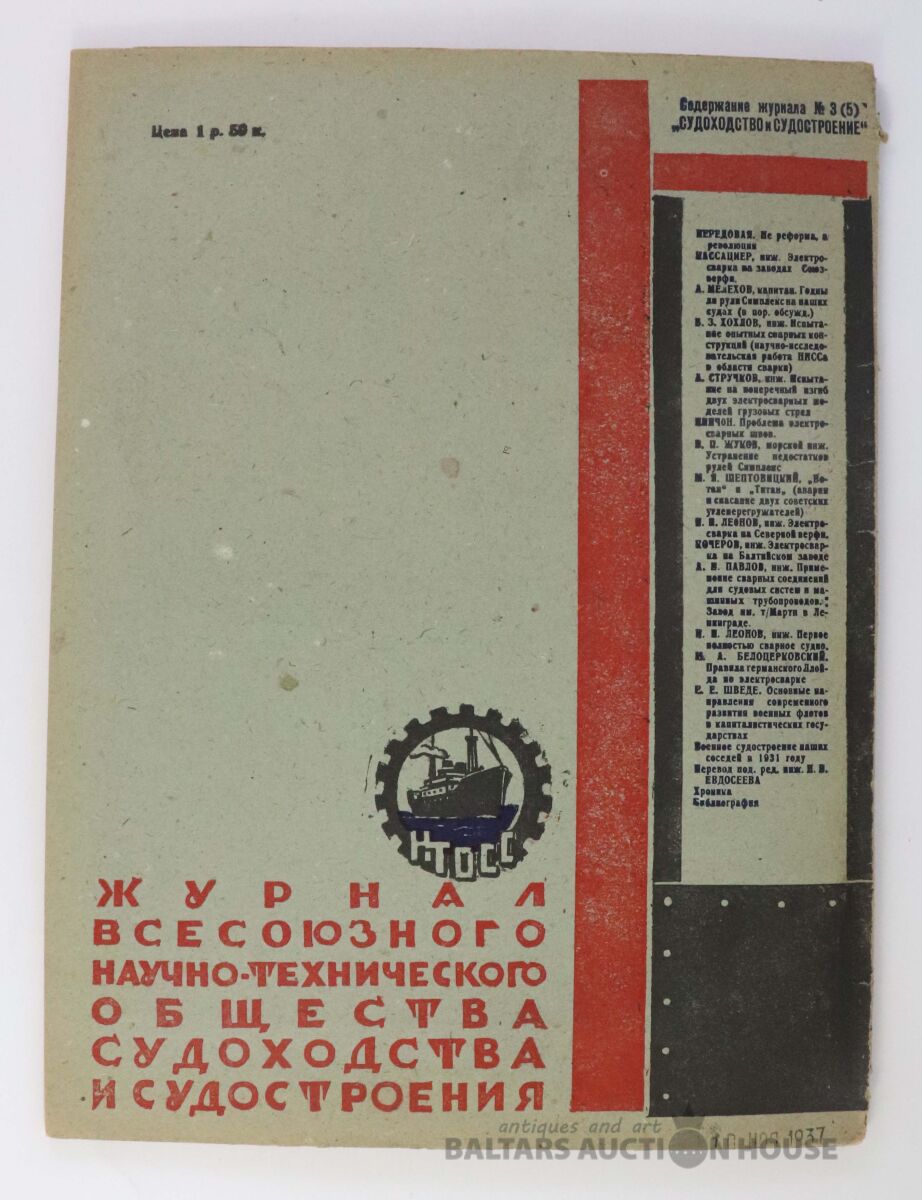 Цена 1 р. 50 к.
Содержание журнала № 3 (5)
„СУДОХОДСТВО и СУДОСТРОЕНИЕ“
ПЕРЕДОВАЯ. Не реформа, а
революция
МАССАЦИЕР, инж. Электро-
сварка на заводах Союз-
верфи.
А. МЕЛЕХОВ, капитан. Годны
ли рули Симплекс на наших
судах (в пор. обсужд.)
В. З. ХОХЛОВ, инж. Испыта-
ние опытных сварных кон-
струкций (научно-исследо-
вательская работа НИССа
в области сварки)
А. СТРУЧКОВ, инж. Испыта-
ние на поперечный изгиб
двух электросварных мо-
делей грузовых стрел
Проблема электро-
сварных швов.
В. П. ЖУКОВ, морской инж.
Устранение недостатков
рулей Симплекс
М. Я. ШЕПТОВИЦКИЙ.
и „Титан„ (аварии
и спасание двух советских
углеперегружателей)
И. И. ЛЕОНОВ, инж. Электро-
сварка на Северной верфи.
КОЧЕРОВ, инж. Электросвар-
ка на Балтийском заводе
А. В. ПАВЛОВ, инж. Приме-
нение сварных соединений
для судовых систем и ма-
шинных трубопроводов.
Завод им. т/Марти в Ле-
нинграде.
И. И. ЛЕОНОВ, инж. Первое
полностью сварное судно.
М. А. БЕЛОЦЕРКОВСКИЙ.
Правила германского Ллой-
да по электросварке
Е. Е. ШВЕДЕ. Основные на-
правления современного
развития военных флотов
в капиталистических госу-
дарствах
Военное судостроение наших
соседей в 1931 году
Перевод под. ред. инж. Н. В.
ЕВДОСЕЕВА
Хроника
Библиография
НТОСС
ЖУРНАЛ
ВСЕСОЮЗНОГО
НАУЧНО-ТЕХНИЧЕСКОГО
ОБЩЕСТВА
СУДОХОДСТВА
И СУДОСТРОЕНИЯ
antiques and art
BALTARS AUCTION HOUSE
1937